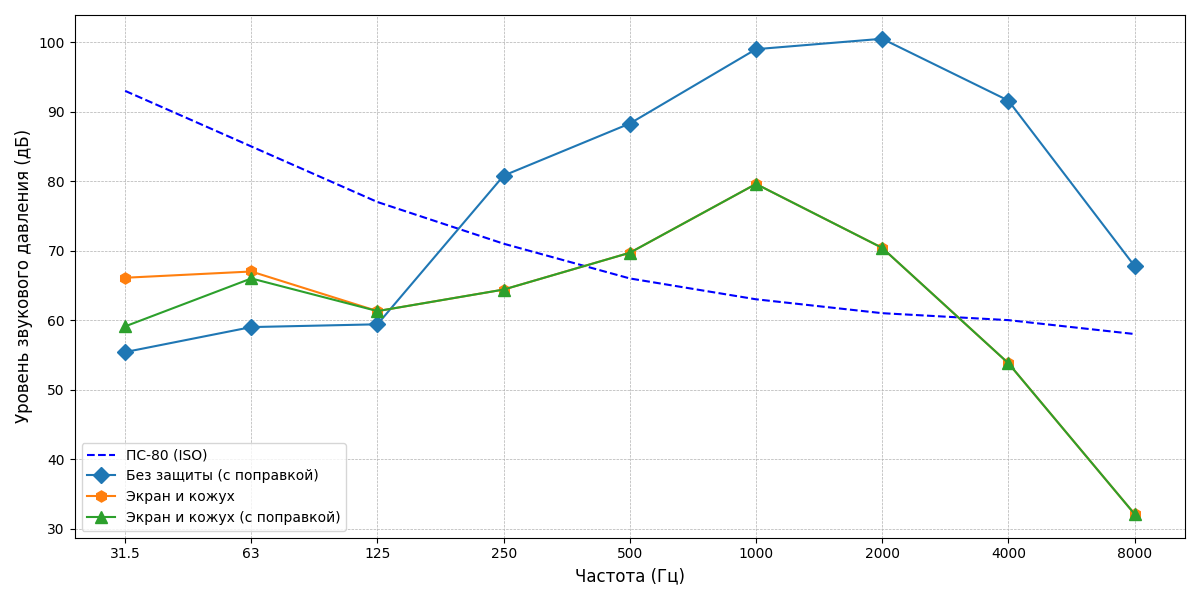 Уровень звукового давления (дБ)
100
90
80
70
60
50
40
30
ПС-80 (ISO)
Без защиты (с поправкой)
Экран и кожух
Экран и кожух (с поправкой)
31.5 63 125 250 500 1000 2000 4000 8000
Частота (Гц)